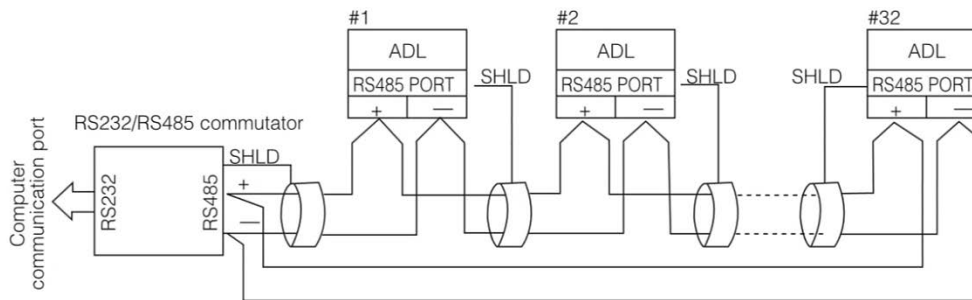 #1
#2
#32
ADL
ADL
ADL
RS485 PORT
SHLD
RS485 PORT
SHLD
SHLD
RS485 PORT
+ —
+ —
+ —
RS232/RS485 commutator
SHLD
+
—
RS485
RS232
Computer
communication port